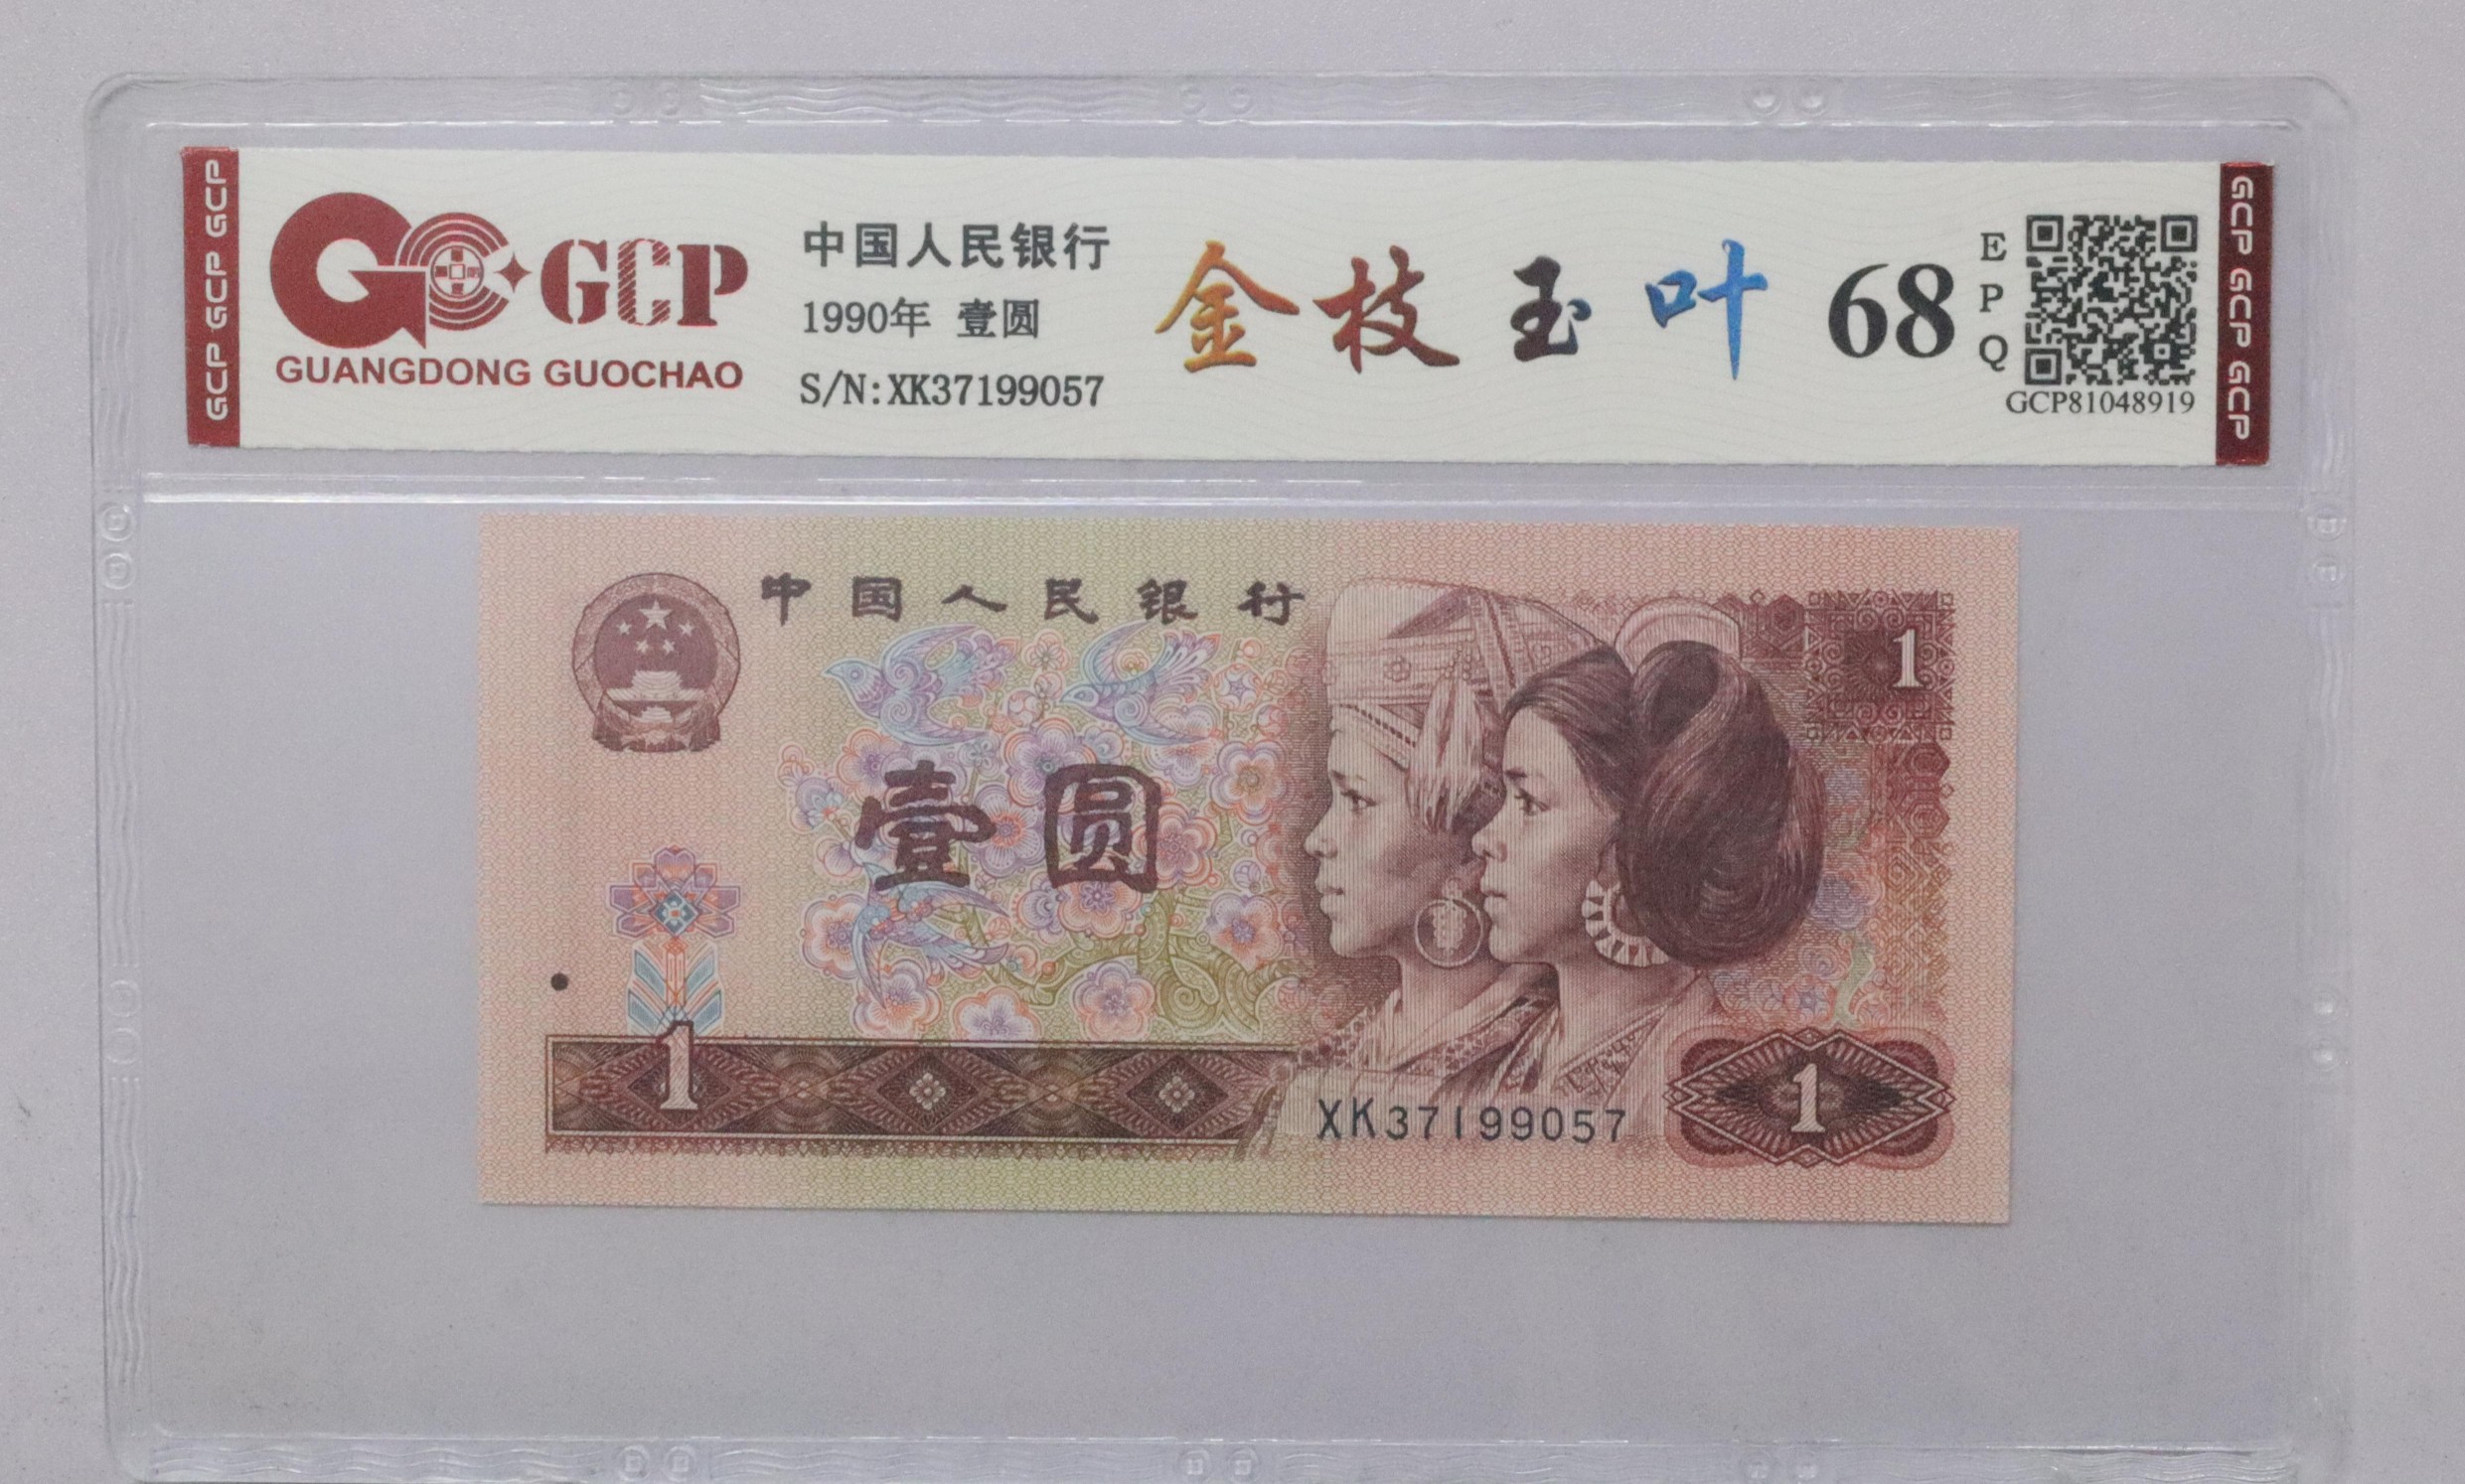 GCP GCP GCP
GCP
GUANGDONG GUOCHAO
中国人民银行
1990年 壹圆
S/N:XK37199057
金枝玉叶
68
EPQ
GCP81048919
GCP GCP GCP
中国人民银行
1
壹圆
1
XK37199057
1